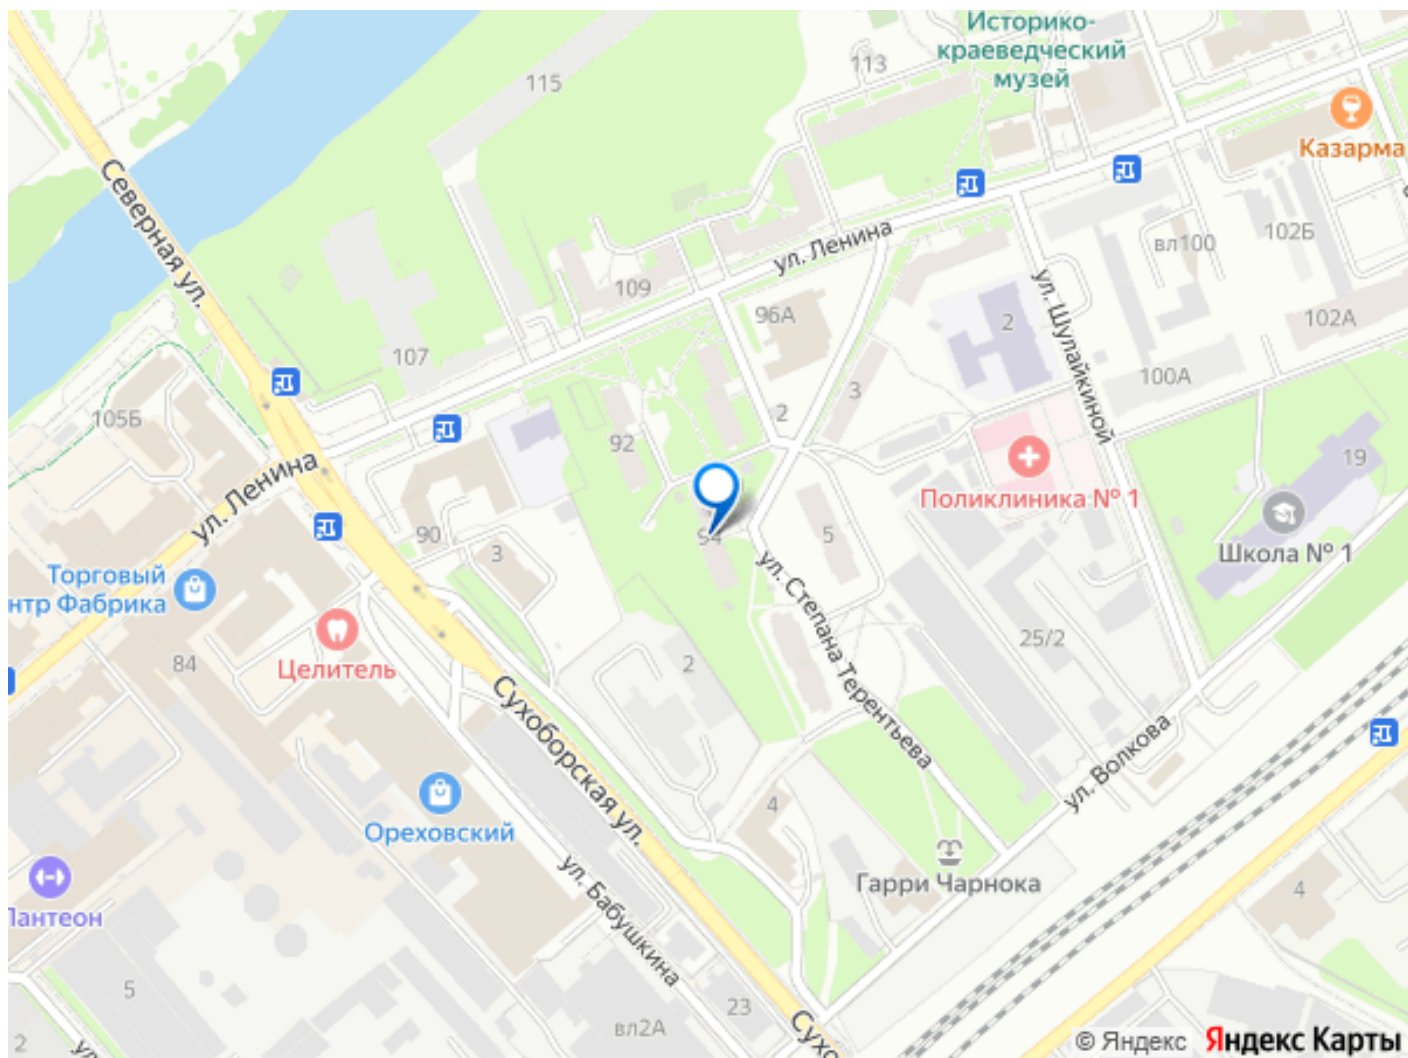 Историко-
краеведческий
музей
113
115
Казарма
Северная ул.
ул. Ленина
вл100
102Б
109
96А
2
ул. Шулайкиной
102А
107
100А
3
105Б
92
2
19
ул. Ленина
Поликлиника № 1
90
94
5
Школа № 1
3
Торговый
нтр Фабрика
ул. Степана Терентьева
25/2
Целитель
84
2
Сухоборская ул.
ул. Волкова
4
Ореховский
Гарри Чарнока
4
Пантеон
ул. Бабушкина
5
23
вл2А
Сухо
2
ул.
© Яндекс Яндекс Карты